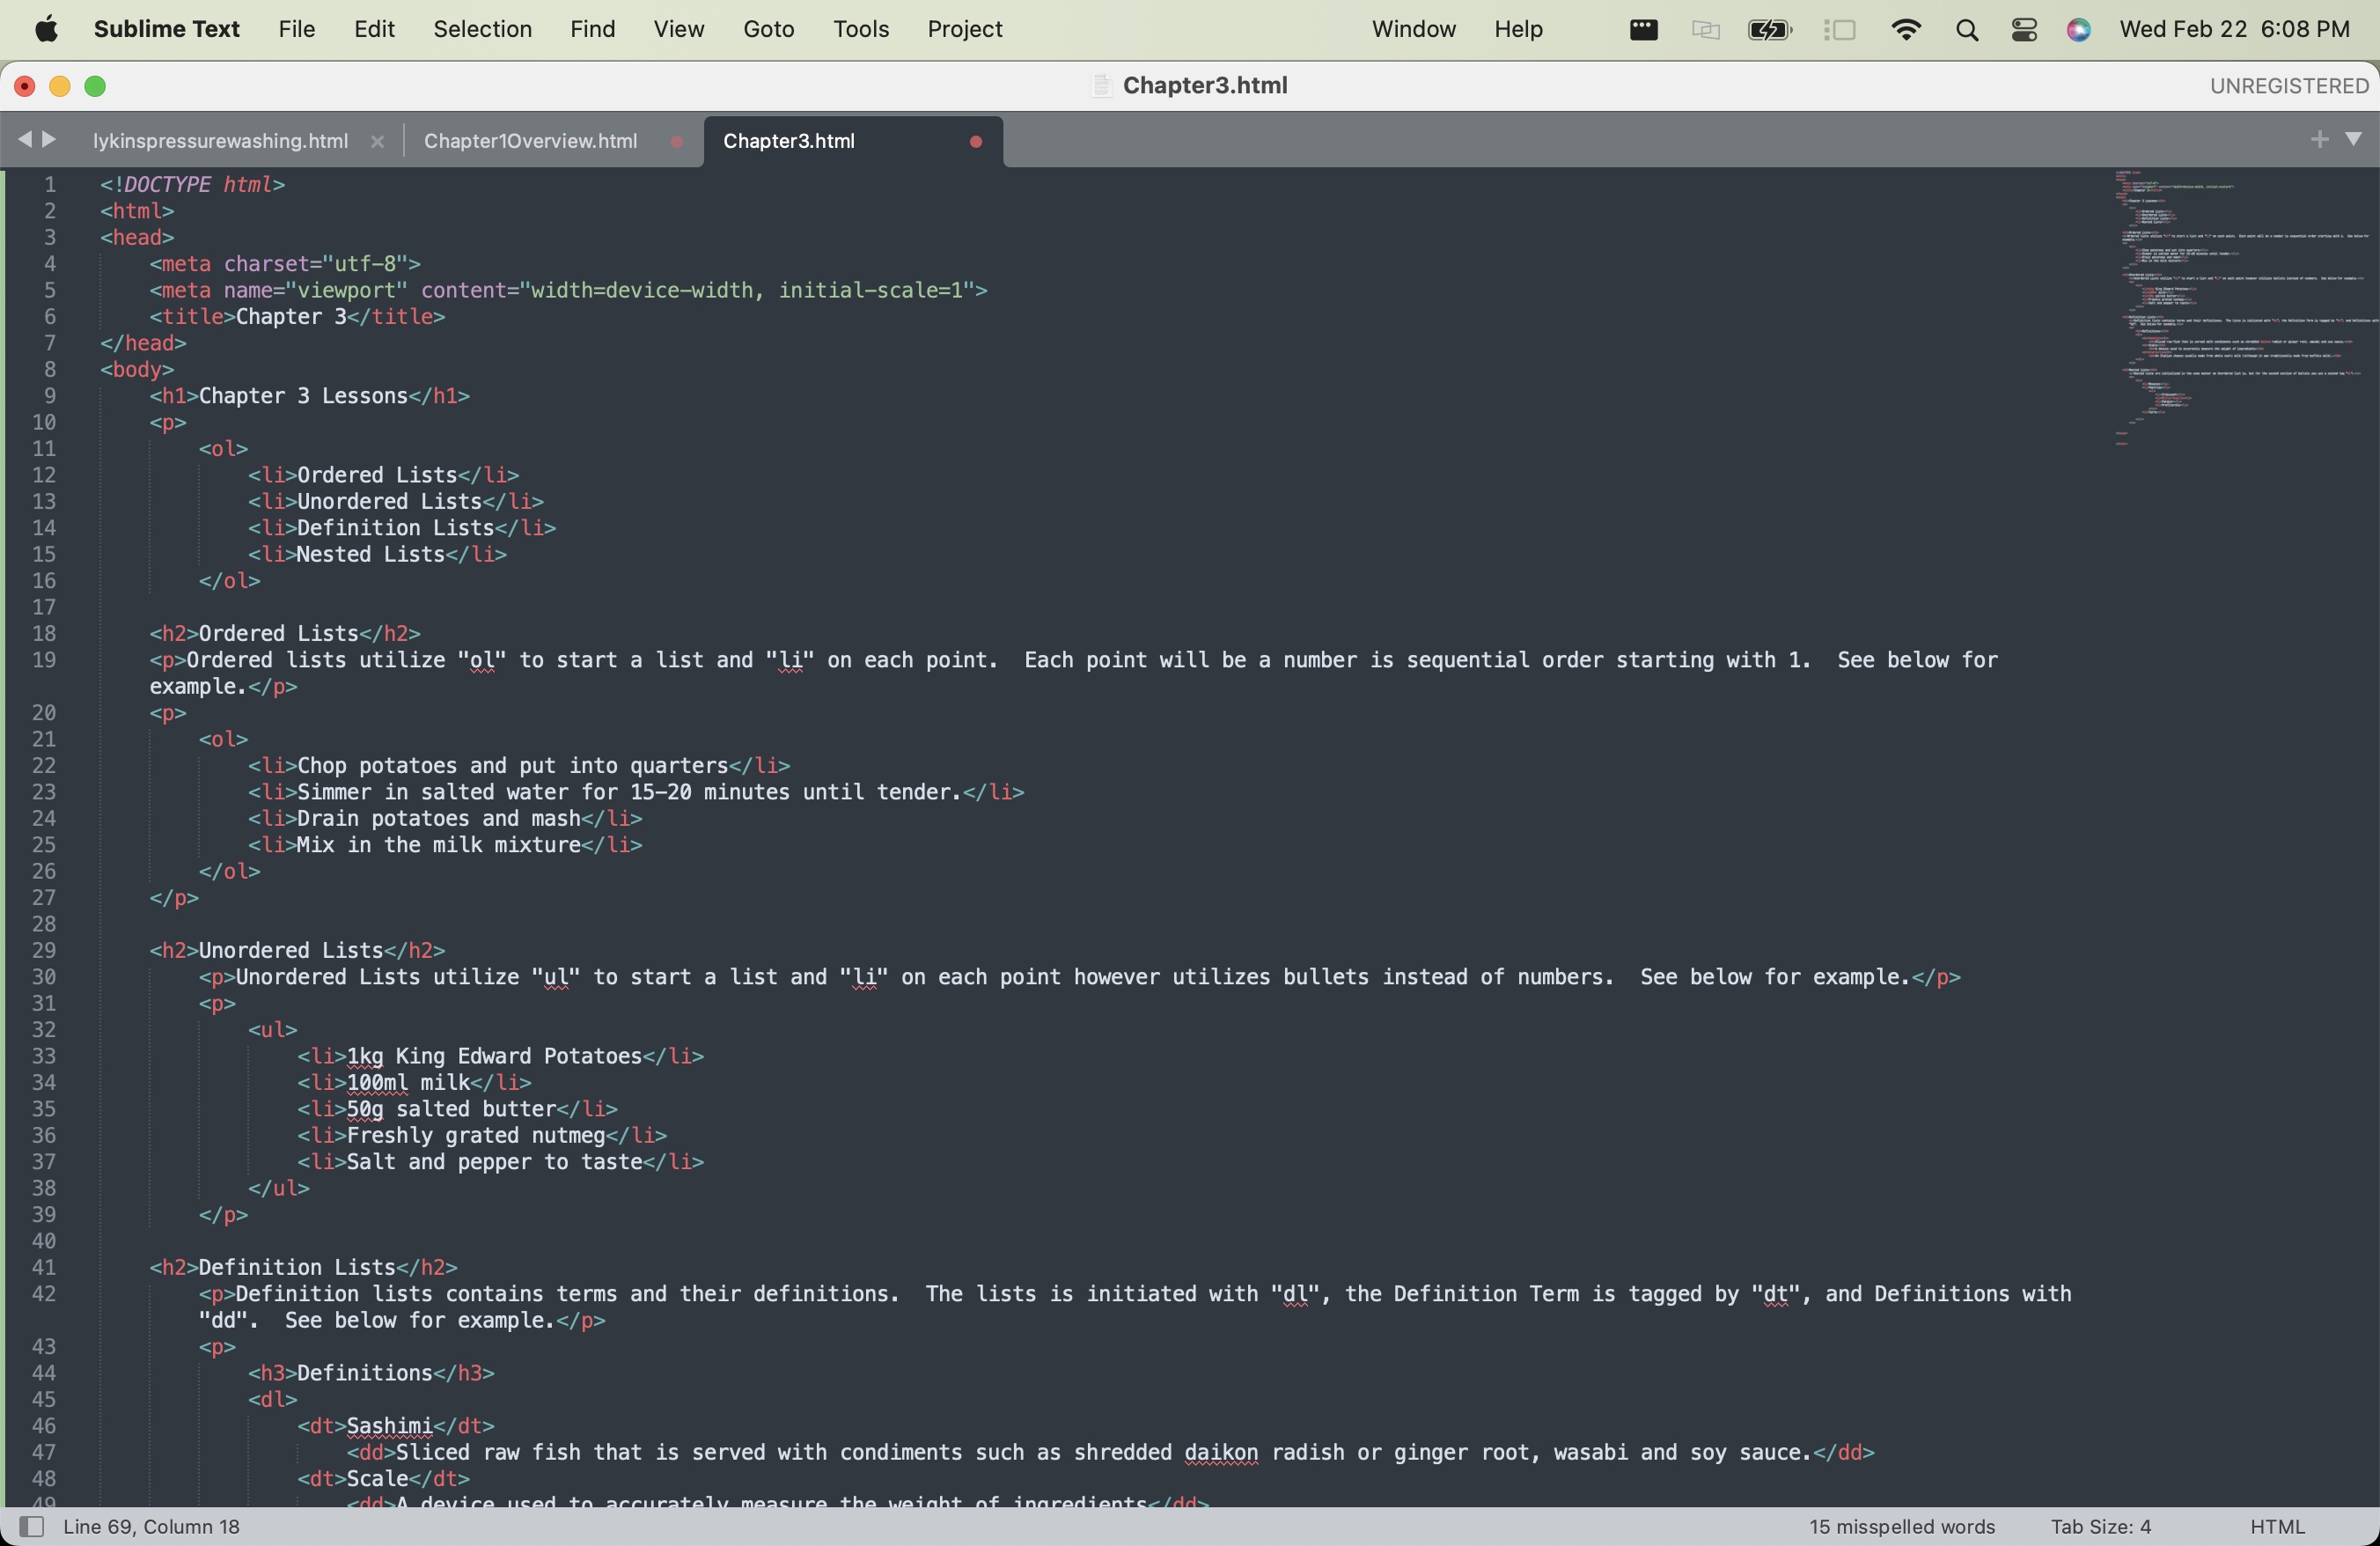 Sublime Text File Edit Selection Find View Goto Tools Project Window Help Wed Feb 22 6:08 PM
Chapter3.html UNREGISTERED
lykinspressurewashing.html Chapter1Overview.html Chapter3.html
1 <!DOCTYPE html>
2 <html>
3 <head>
4 <meta charset="utf-8">
5 <meta name="viewport" content="width=device-width, initial-scale=1">
6 <title>Chapter 3</title>
7 </head>
8 <body>
9 <h1>Chapter 3 Lessons</h1>
10 <p>
11 <ol>
12 <li>Ordered Lists</li>
13 <li>Unordered Lists</li>
14 <li>Definition Lists</li>
15 <li>Nested Lists</li>
16 </ol>
17
18 <h2>Ordered Lists</h2>
19 <p>Ordered lists utilize "ol" to start a list and "li" on each point.  Each point will be a number is sequential order starting with 1.  See below for
example.</p>
20 <p>
21 <ol>
22 <li>Chop potatoes and put into quarters</li>
23 <li>Simmer in salted water for 15-20 minutes until tender.</li>
24 <li>Drain potatoes and mash</li>
25 <li>Mix in the milk mixture</li>
26 </ol>
27 </p>
28
29 <h2>Unordered Lists</h2>
30 <p>Unordered Lists utilize "ul" to start a list and "li" on each point however utilizes bullets instead of numbers.  See below for example.</p>
31 <p>
32 <ul>
33 <li>1kg King Edward Potatoes</li>
34 <li>100ml milk</li>
35 <li>50g salted butter</li>
36 <li>Freshly grated nutmeg</li>
37 <li>Salt and pepper to taste</li>
38 </ul>
39 </p>
40
41 <h2>Definition Lists</h2>
42 <p>Definition lists contains terms and their definitions.  The lists is initiated with "dl", the Definition Term is tagged by "dt", and Definitions with
"dd".  See below for example.</p>
43 <p>
44 <h3>Definitions</h3>
45 <dl>
46 <dt>Sashimi</dt>
47 <dd>Sliced raw fish that is served with condiments such as shredded daikon radish or ginger root, wasabi and soy sauce.</dd>
48 <dt>Scale</dt>
49 <dd>A device used to accurately measure the weight of ingredients</dd>
Line 69, Column 18 15 misspelled words Tab Size: 4 HTML